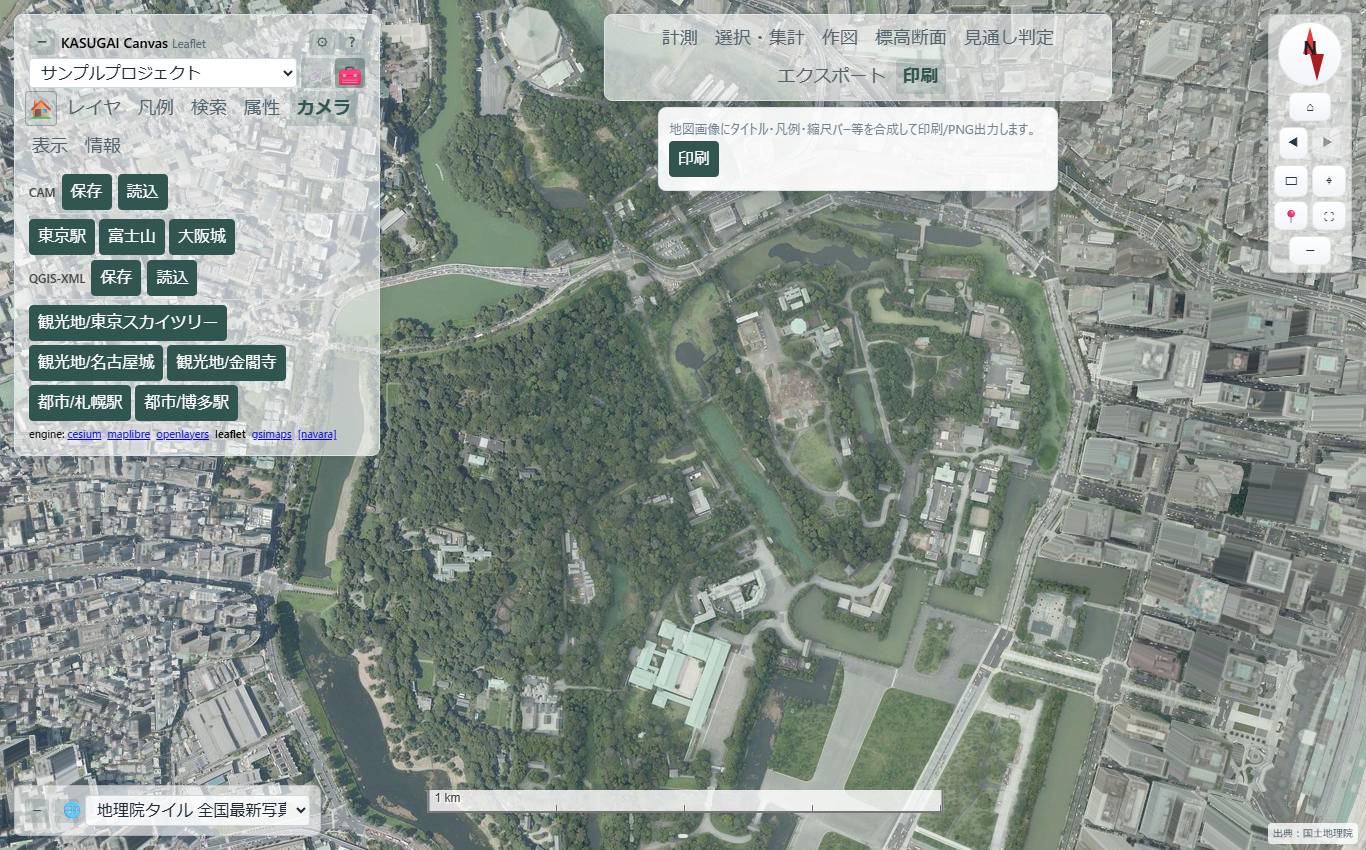 − KASUGAI Canvas Leaflet ⚙ ?
サンプルプロジェクト
レイヤ 凡例 検索 属性 カメラ
表示 情報
CAM 保存 読込
東京駅 富士山 大阪城
QGIS-XML 保存 読込
観光地/東京スカイツリー
観光地/名古屋城 観光地/金閣寺
都市/札幌駅 都市/博多駅
engine: cesium maplibre openlayers leaflet gsimaps [navara]
計測 選択・集計 作図 標高断面 見通し判定
エクスポート 印刷
地図画像にタイトル・凡例・縮尺バー等を合成して印刷/PNG出力します。
印刷
N
地理院タイル 全国最新写真
1 km
出典：国土地理院